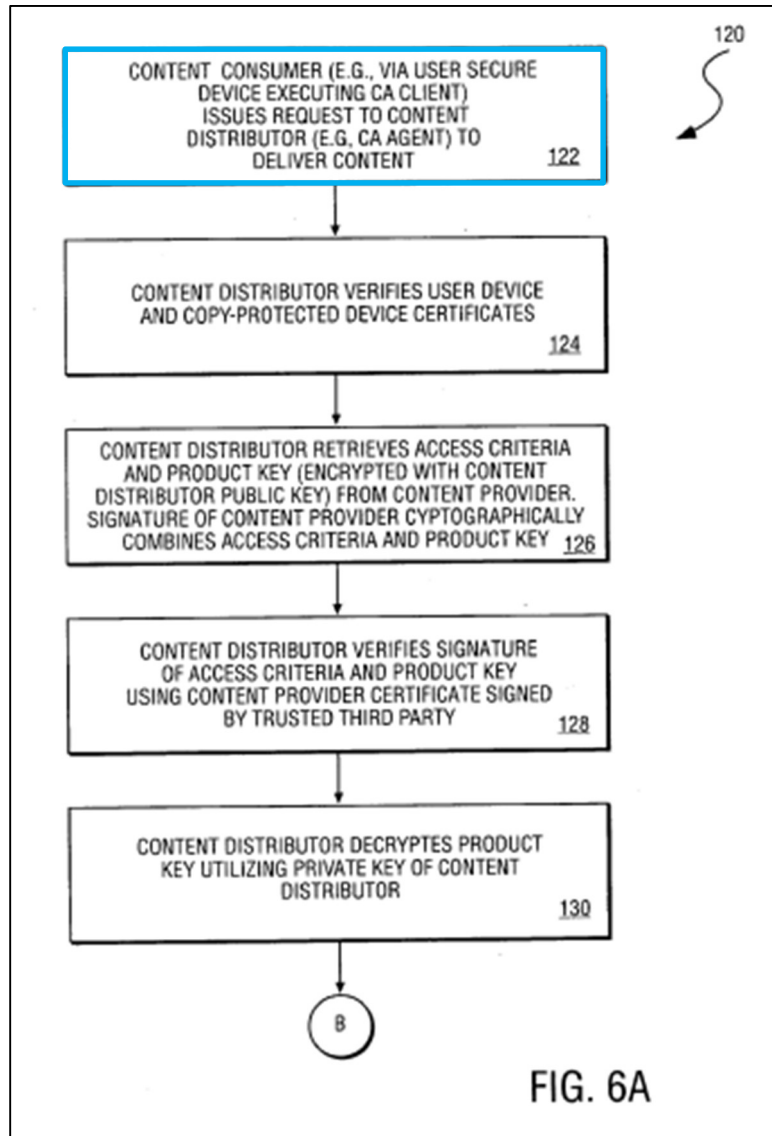 120
CONTENT CONSUMER (E.G., VIA USER SECURE
DEVICE EXECUTING CA CLIENT)
ISSUES REQUEST TO CONTENT
DISTRIBUTOR (E.G, CA AGENT) TO
DELIVER CONTENT
122
CONTENT DISTRIBUTOR VERIFIES USER DEVICE
AND COPY-PROTECTED DEVICE CERTIFICATES
124
CONTENT DISTRIBUTOR RETRIEVES ACCESS CRITERIA
AND PRODUCT KEY (ENCRYPTED WITH CONTENT
DISTRIBUTOR PUBLIC KEY) FROM CONTENT PROVIDER.
SIGNATURE OF CONTENT PROVIDER CYPTOGRAPHICALLY
COMBINES ACCESS CRITERIA AND PRODUCT KEY
126
CONTENT DISTRIBUTOR VERIFIES SIGNATURE
OF ACCESS CRITERIA AND PRODUCT KEY
USING CONTENT PROVIDER CERTIFICATE SIGNED
BY TRUSTED THIRD PARTY
128
CONTENT DISTRIBUTOR DECRYPTES PRODUCT
KEY UTILIZING PRIVATE KEY OF CONTENT
DISTRIBUTOR
130
B
FIG. 6A